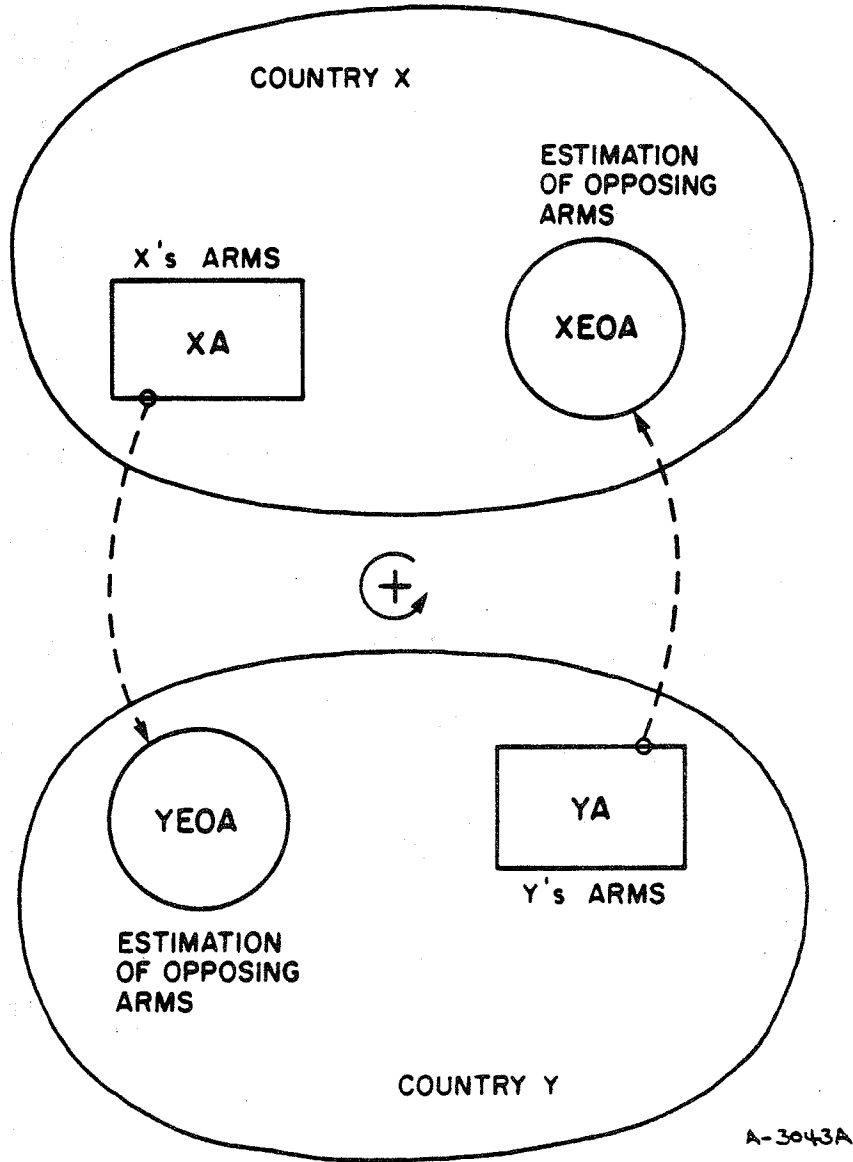 COUNTRY X
ESTIMATION
OF OPPOSING
ARMS
X's ARMS
XA
XEOA
+
YEOA
YA
Y's ARMS
ESTIMATION
OF OPPOSING
ARMS
COUNTRY Y
A-3043A